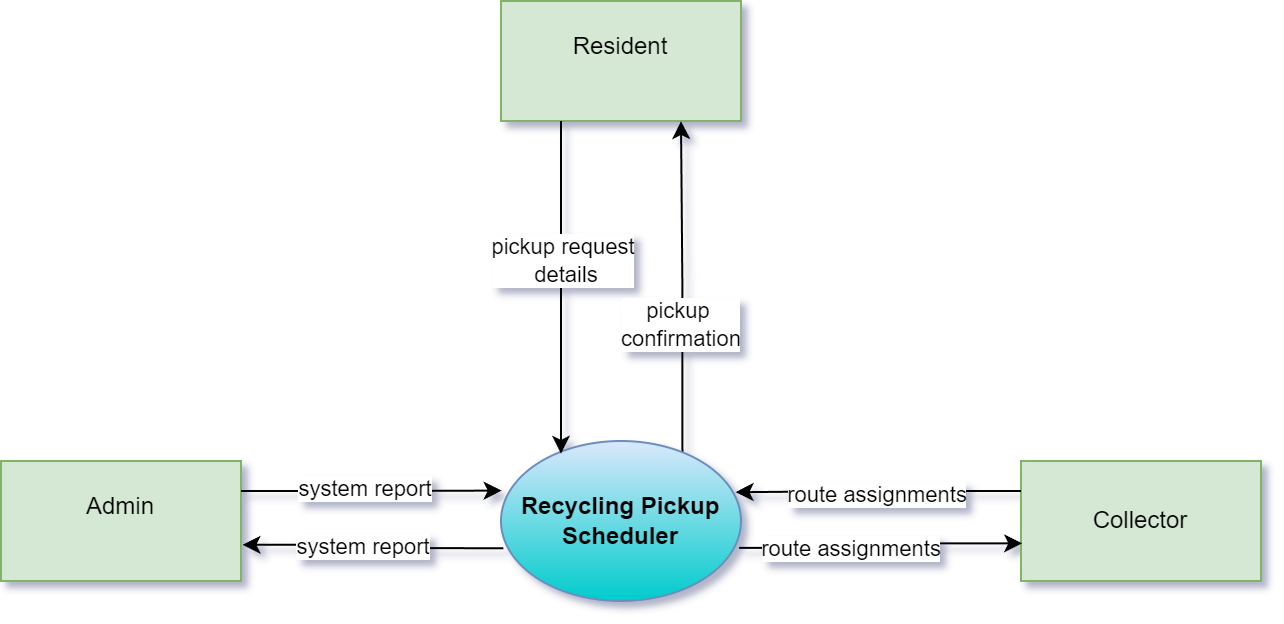 Resident
pickup request
details
pickup
confirmation
Admin
system report
system report
Recycling Pickup
Scheduler
route assignments
route assignments
Collector